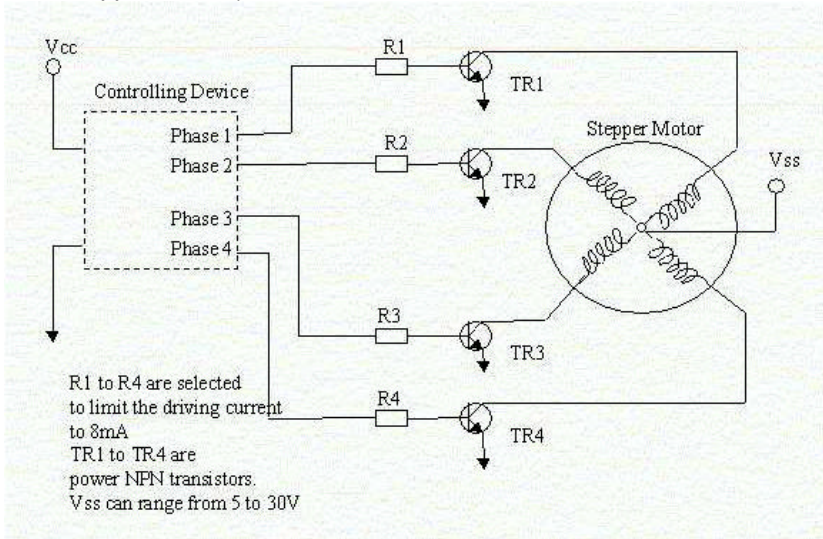 Vcc
Controlling Device
Phase 1
Phase 2
Phase 3
Phase 4
R1
TR1
R2
TR2
Stepper Motor
Vss
R3
TR3
R4
TR4
R1 to R4 are selected
to limit the driving current
to 8mA
TR1 to TR4 are
power NPN transistors.
Vss can range from 5 to 30V